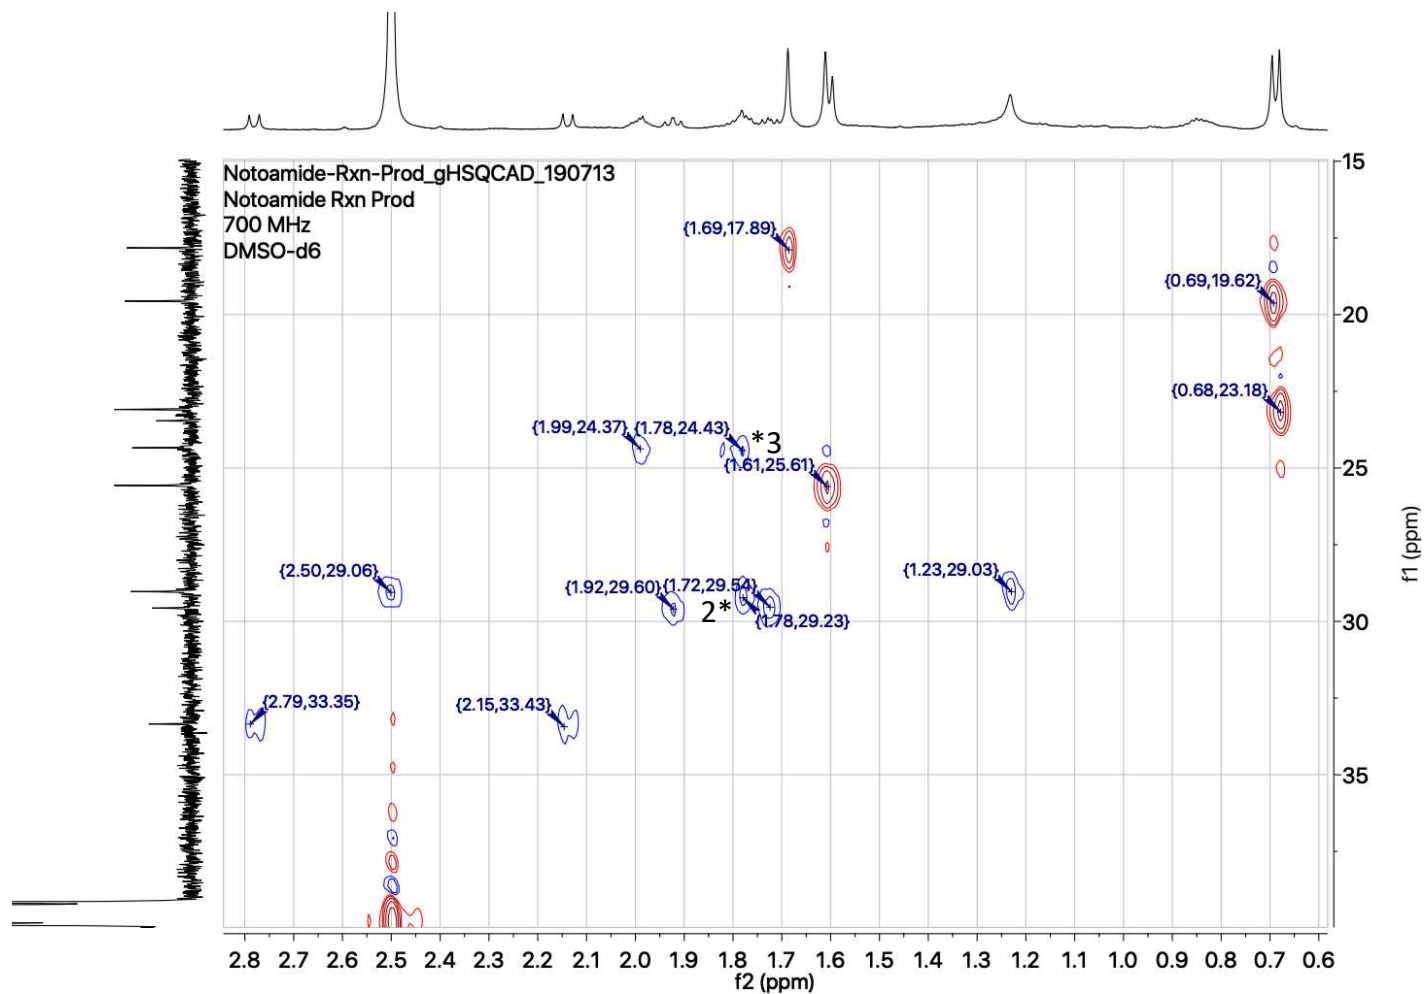 Notoamide-Rxn-Prod_gHSQCAD_190713
Notoamide Rxn Prod
700 MHz
DMSO-d6
{1.69,17.89}
{0.69,19.62}
{0.68,23.18}
{1.99,24.37} {1.78,24.43}
*3
{1.61,25.61}
{2.50,29.06}
{1.92,29.60} {1.72,29.54}
{1.23,29.03}
2*
{1.78,29.23}
{2.79,33.35}
{2.15,33.43}
15
20
25
30
35
f1 (ppm)
2.8 2.7 2.6 2.5 2.4 2.3 2.2 2.1 2.0 1.9 1.8 1.7 1.6 1.5 1.4 1.3 1.2 1.1 1.0 0.9 0.8 0.7 0.6
f2 (ppm)